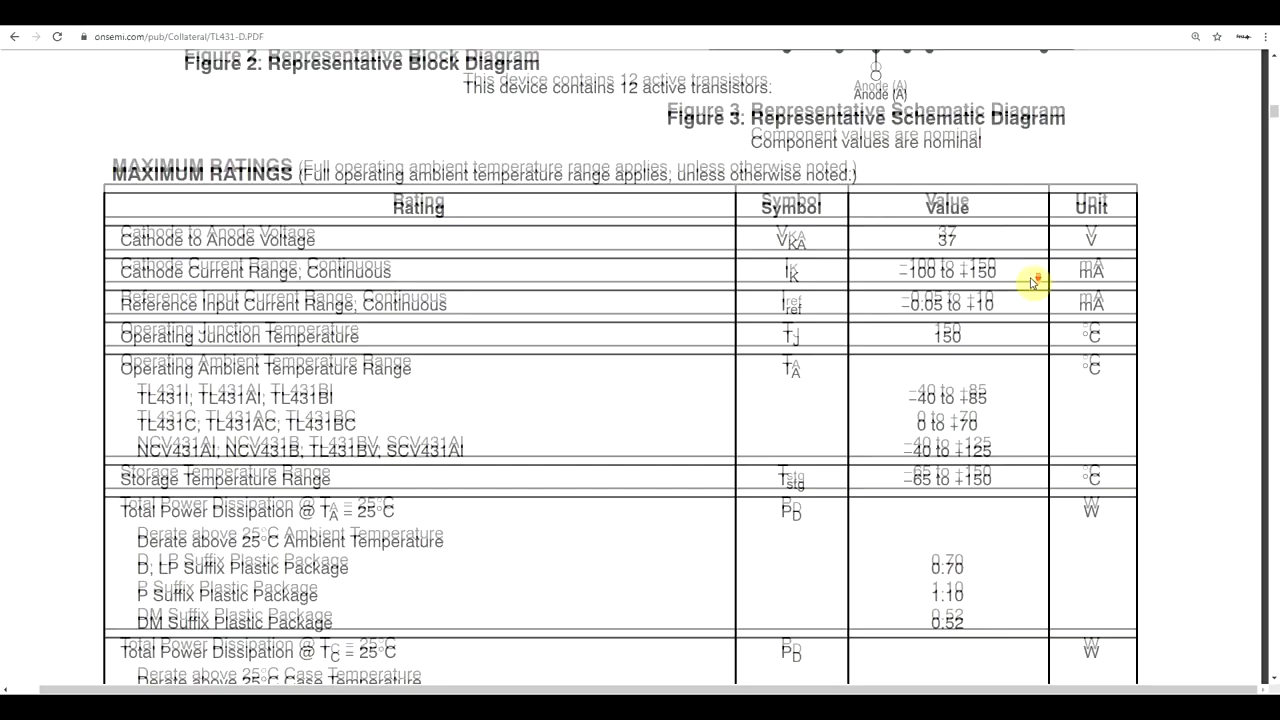 onsemi.com/pub/Collateral/TL431-D.PDF
Figure 2. Representative Block Diagram
This device contains 12 active transistors.
Anode (A)
Figure 3. Representative Schematic Diagram
Component values are nominal
MAXIMUM RATINGS (Full operating ambient temperature range applies, unless otherwise noted.)
Rating Symbol Value Unit
Cathode to Anode Voltage VKA 37 V
Cathode Current Range, Continuous IK −100 to +150 mA
Reference Input Current Range, Continuous Iref −0.05 to +10 mA
Operating Junction Temperature TJ 150 °C
Operating Ambient Temperature Range TA °C
TL431I, TL431AI, TL431BI −40 to +85
TL431C, TL431AC, TL431BC 0 to +70
NCV431AI, NCV431B, TL431BV, SCV431AI −40 to +125
Storage Temperature Range Tstg −65 to +150 °C
Total Power Dissipation @ TA = 25°C PD W
Derate above 25°C Ambient Temperature
D, LP Suffix Plastic Package 0.70
P Suffix Plastic Package 1.10
DM Suffix Plastic Package 0.52
Total Power Dissipation @ TC = 25°C PD W
Derate above 25°C Case Temperature